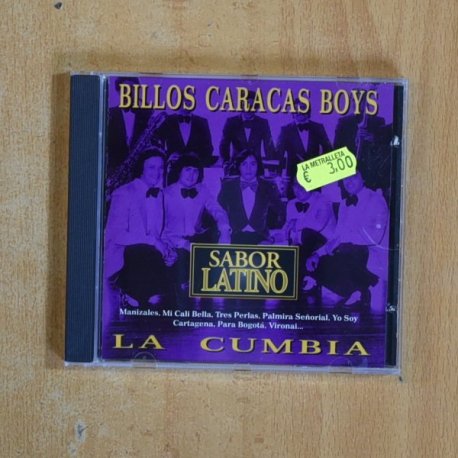 BILLOS CARACAS BOYS
LA METRALLETA
€ 3,00
SABOR
LATINO
Manizales. Mi Cali Bella. Tres Perlas. Palmira Señorial. Yo Soy
Cartagena. Para Bogotá. Vironai...
LA CUMBIA